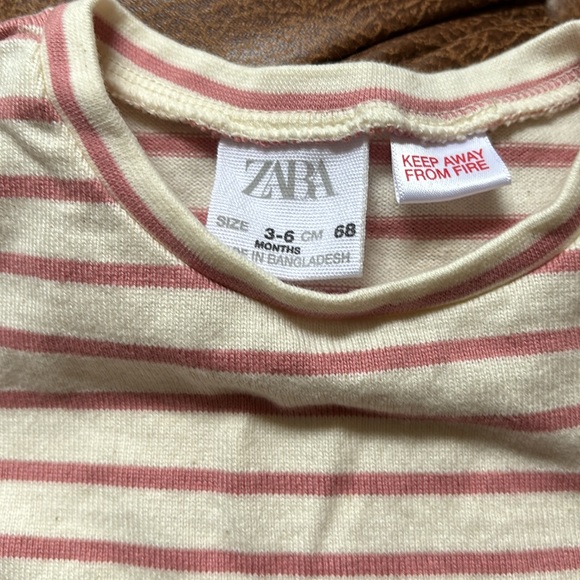 ZARA
SIZE 3-6 CM 68
MONTHS
IN BANGLADESH
KEEP AWAY
FROM FIRE